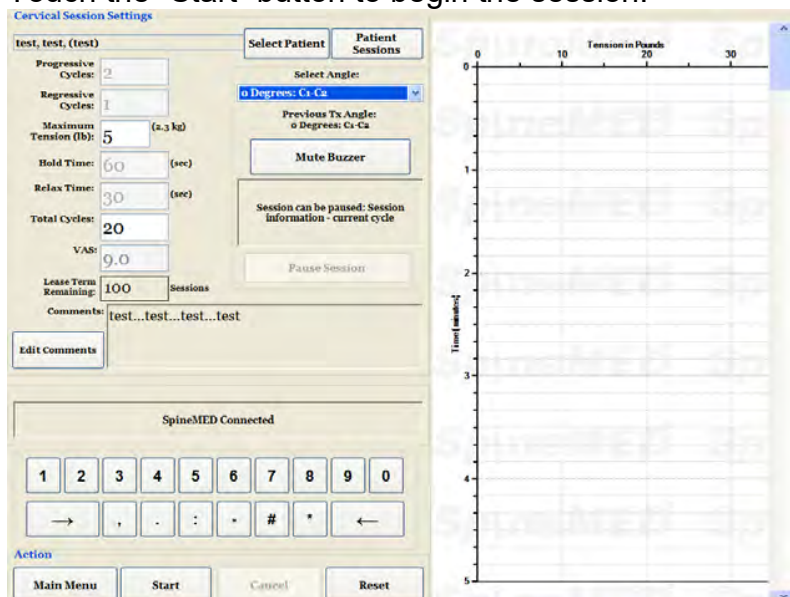 Touch the "Start" button to begin the session.
Cervical Session Settings
test, test, (test)
Select Patient
Patient
Sessions
Progressive
Cycles:
2
Select Angle:
Regressive
Cycles:
1
0 Degrees: C1-C2
Previous Tx Angle:
0 Degrees: C1-C2
Maximum
Tension (lb):
5
(2.3 kg)
Mute Buzzer
Hold Time:
60
(sec)
Relax Time:
30
(sec)
Session can be paused: Session
information - current cycle
Total Cycles:
20
VAS:
9.0
Pause Session
Lease Term
Remaining:
100
Sessions
Comments:
test...test...test...test
Edit Comments
SpineMED Connected
1 2 3 4 5 6 7 8 9 0
→ , . : - # * ←
Action
Main Menu
Start
Cancel
Reset
Tension in Pounds
0 10 20 30
Time[minutes]
0
1
2
3
4
5
SpineMED